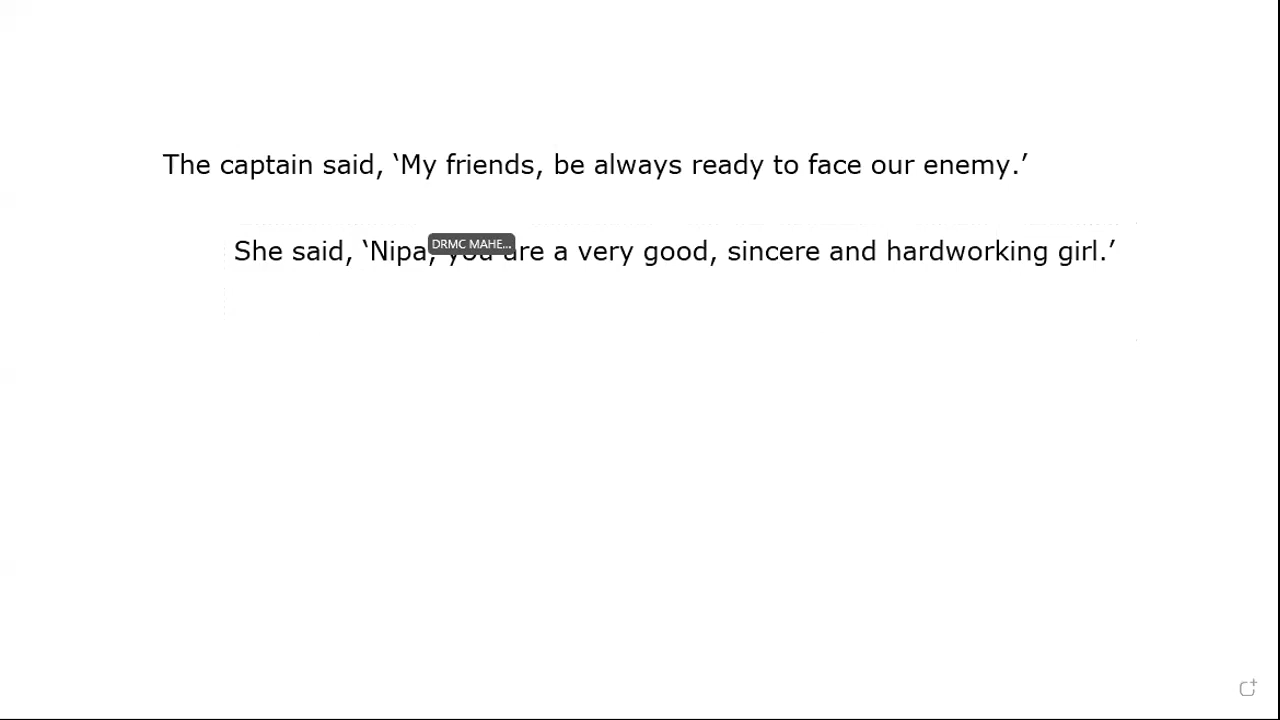 The captain said, ‘My friends, be always ready to face our enemy.’
She said, ‘Nipa, you are a very good, sincere and hardworking girl.’
DRMC MAHE...